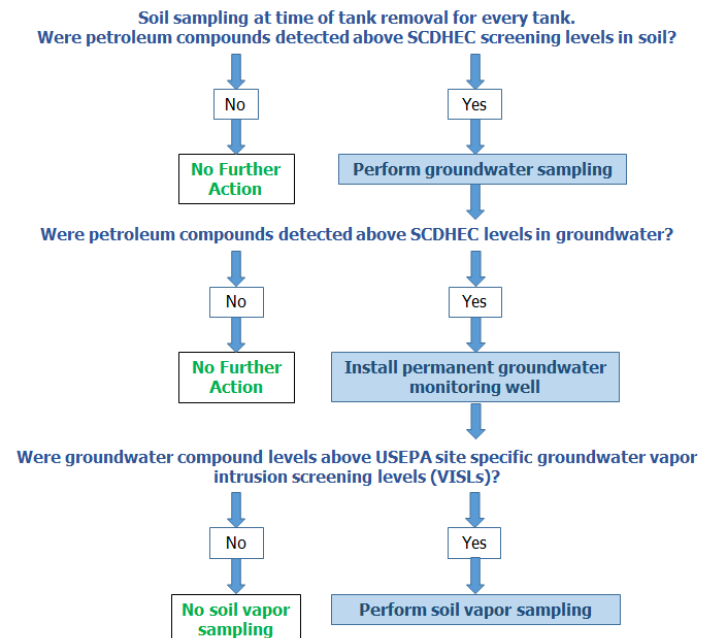 Soil sampling at time of tank removal for every tank.
Were petroleum compounds detected above SCDHEC screening levels in soil?
No
Yes
No Further
Action
Perform groundwater sampling
Were petroleum compounds detected above SCDHEC levels in groundwater?
No
Yes
No Further
Action
Install permanent groundwater
monitoring well
Were groundwater compound levels above USEPA site specific groundwater vapor
intrusion screening levels (VISLs)?
No
Yes
No soil vapor
sampling
Perform soil vapor sampling